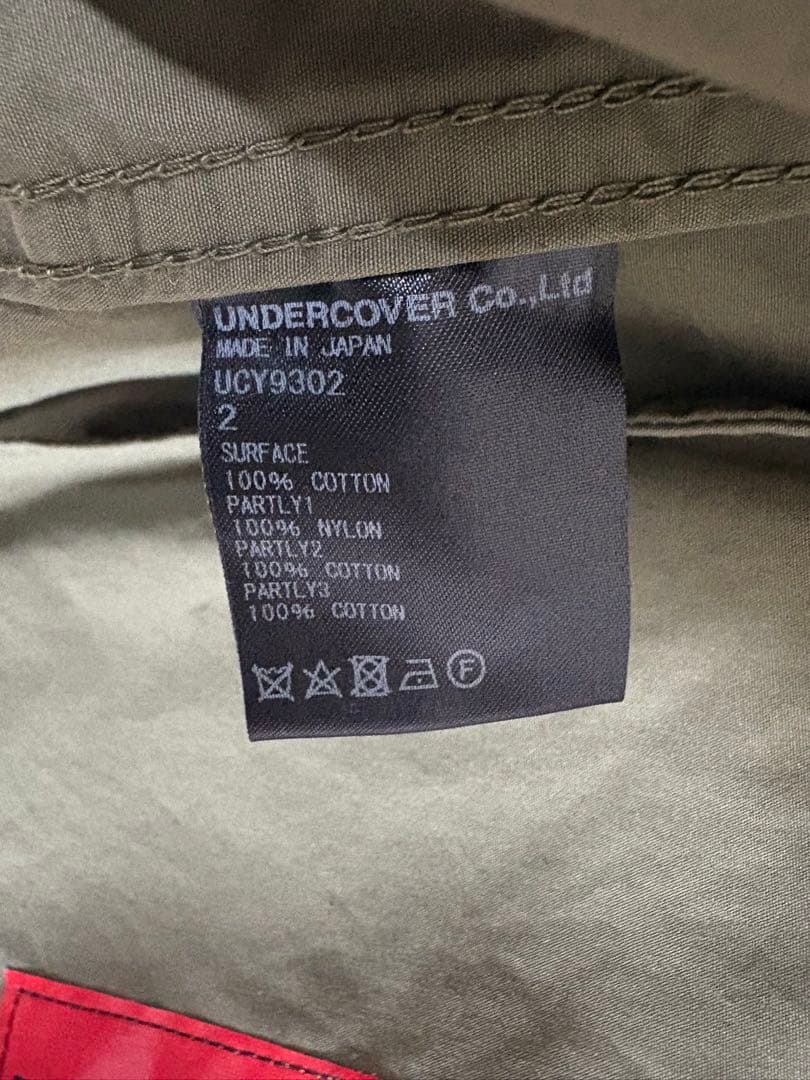 UNDERCOVER Co.,Ltd
MADE IN JAPAN
UCY9302
2
SURFACE
100% COTTON
PARTLY1
100% NYLON
PARTLY2
100% COTTON
PARTLY3
100% COTTON
F